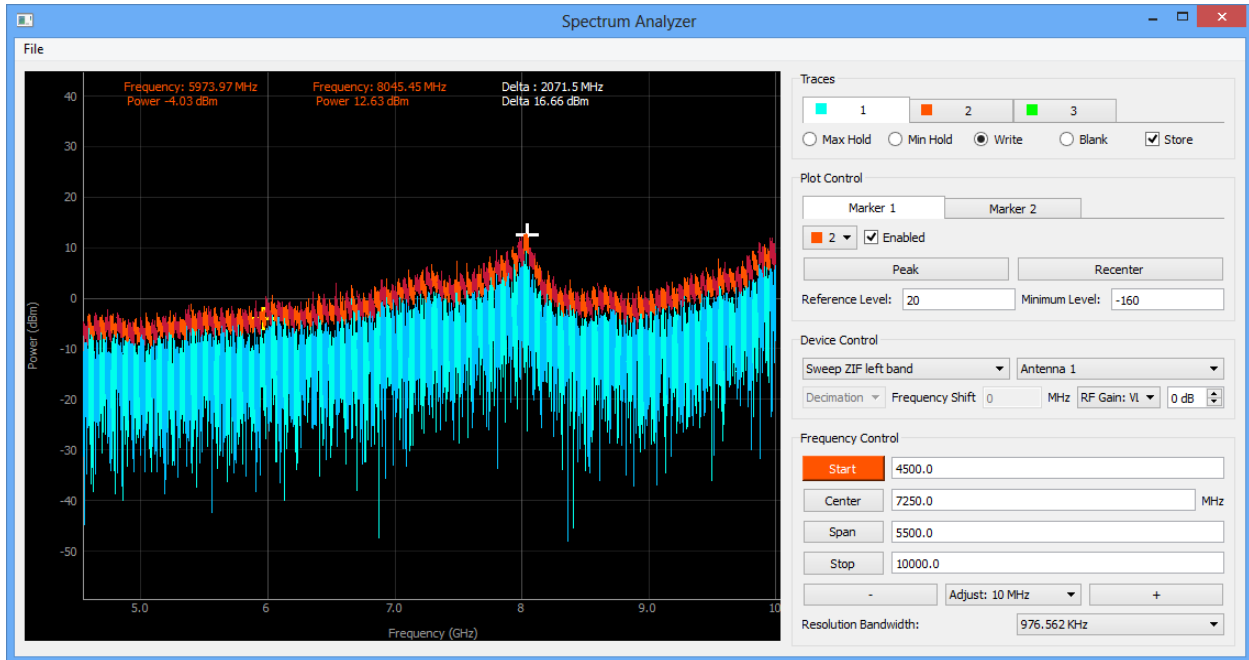 Spectrum Analyzer
File
Frequency: 5973.97 MHz Frequency: 8045.45 MHz Delta : 2071.5 MHz
Power -4.03 dBm Power 12.63 dBm Delta 16.66 dBm
40
30
20
10
0
-10
-20
-30
-40
-50
Power (dBm)
5.0 6 7.0 8 9.0 10
Frequency (GHz)
Traces
1 2 3
Max Hold Min Hold Write Blank Store
Plot Control
Marker 1 Marker 2
2 Enabled
Peak Recenter
Reference Level: 20 Minimum Level: -160
Device Control
Sweep ZIF left band Antenna 1
Decimation Frequency Shift 0 MHz RF Gain: VL 0 dB
Frequency Control
Start 4500.0
Center 7250.0 MHz
Span 5500.0
Stop 10000.0
- Adjust: 10 MHz +
Resolution Bandwidth: 976.562 KHz